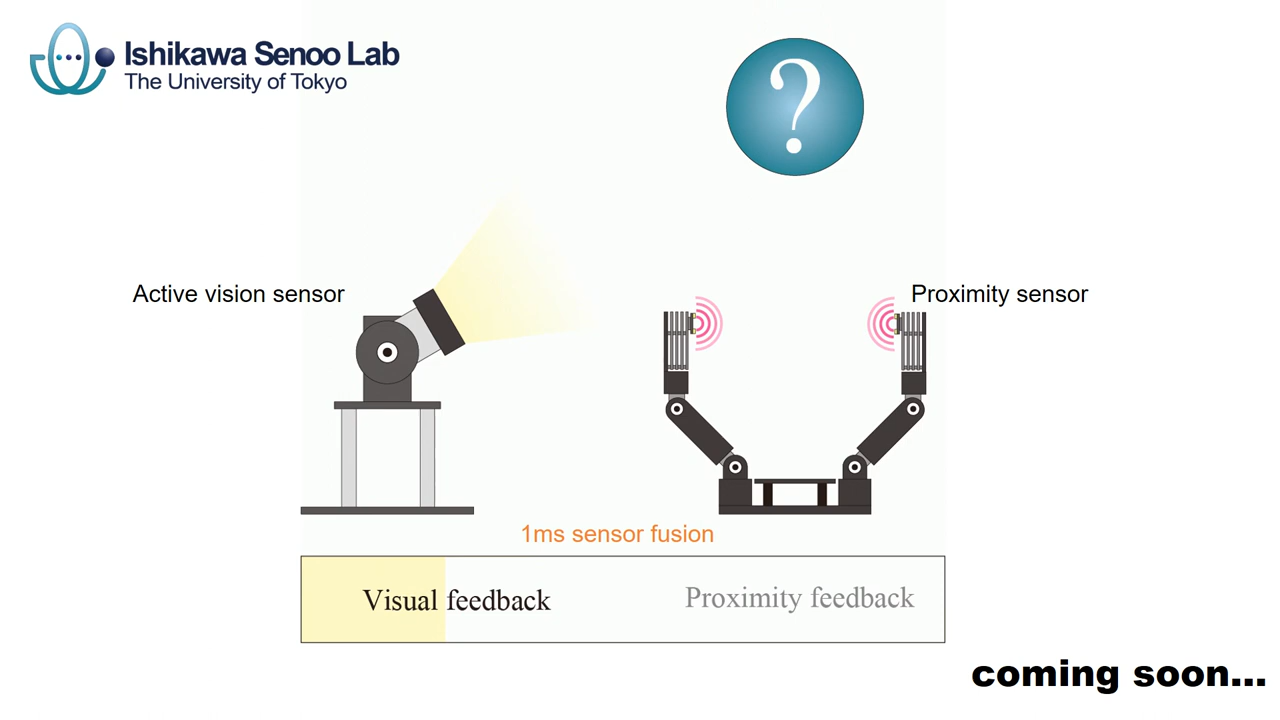 Ishikawa Senoo Lab
The University of Tokyo
?
Active vision sensor
Proximity sensor
1ms sensor fusion
Visual feedback
Proximity feedback
coming soon...